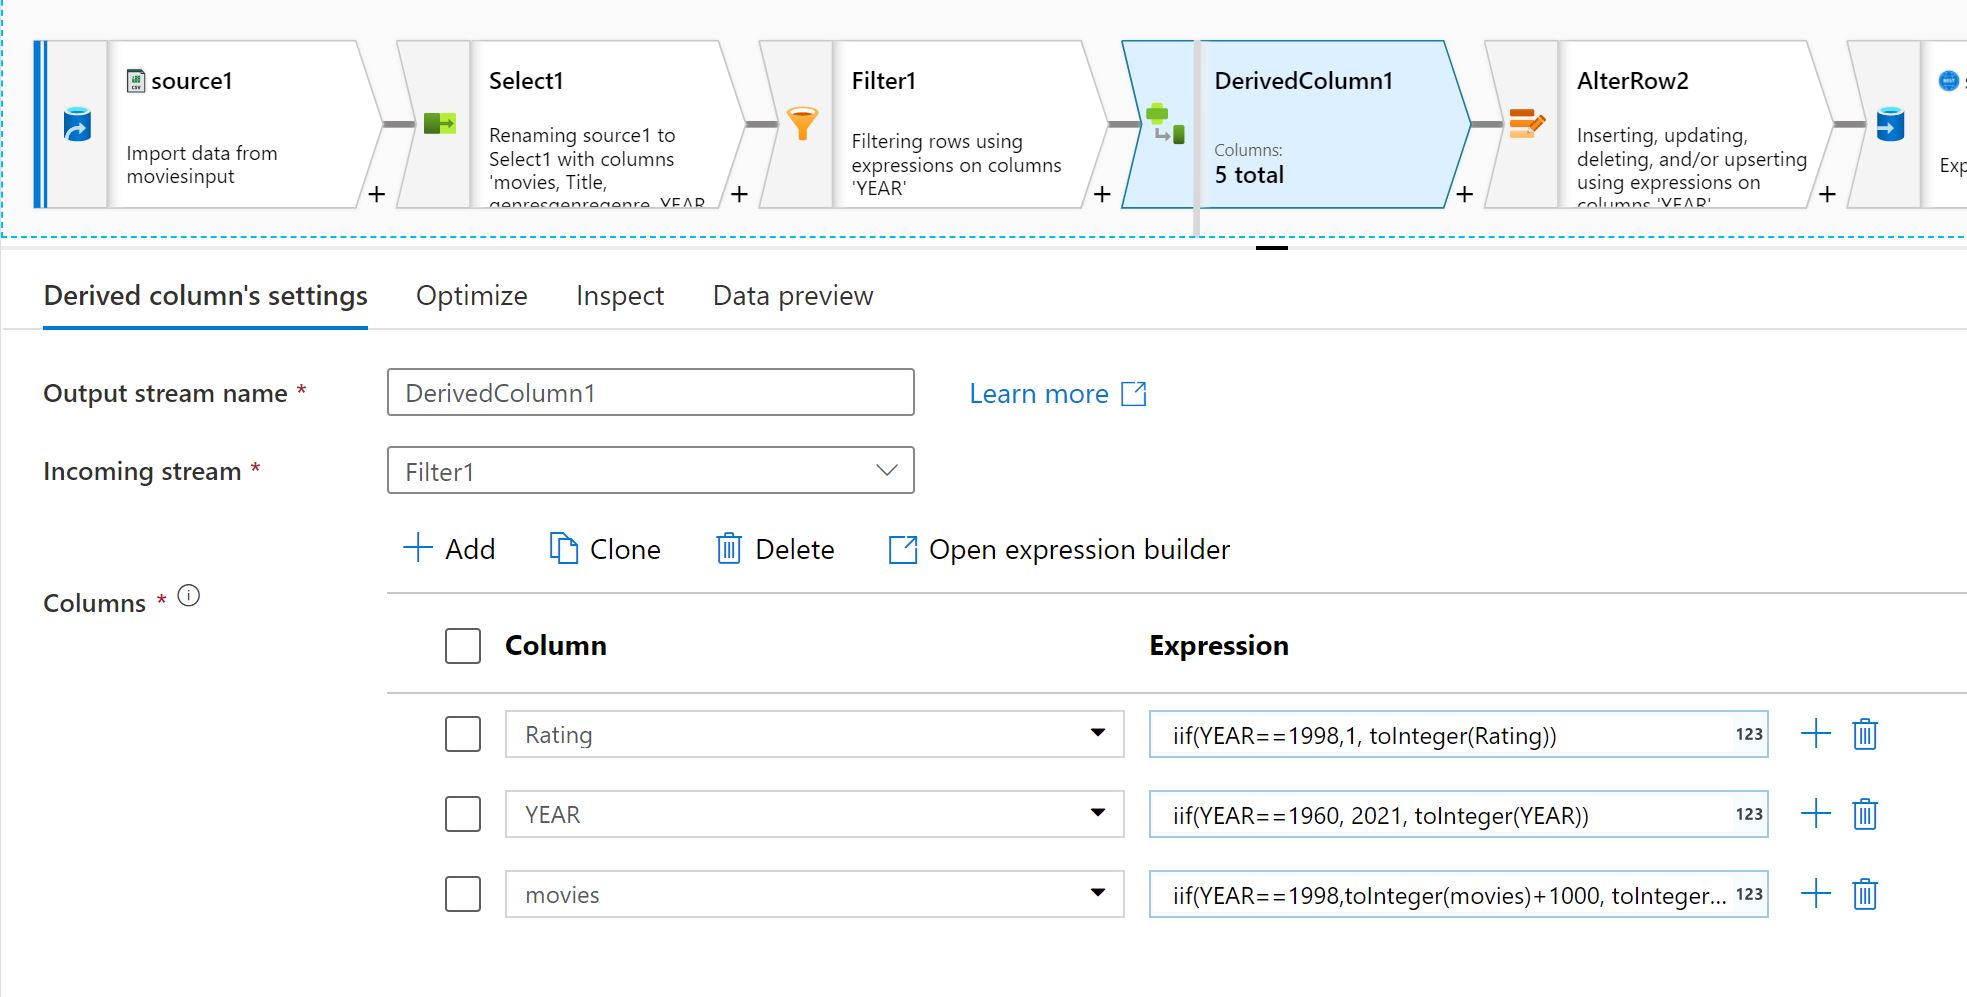 source1
Import data from
moviesinput
+
Select1
Renaming source1 to
Select1 with columns
'movies, Title,
genresgenregenre, YEAR
+
Filter1
Filtering rows using
expressions on columns
'YEAR'
+
DerivedColumn1
Columns:
5 total
+
AlterRow2
Inserting, updating,
deleting, and/or upserting
using expressions on
columns 'YEAR'
+
Exp
Derived column's settings Optimize Inspect Data preview
Output stream name * DerivedColumn1 Learn more
Incoming stream * Filter1
Add Clone Delete Open expression builder
Columns *
Column Expression
Rating iif(YEAR==1998,1, toInteger(Rating)) 123
YEAR iif(YEAR==1960, 2021, toInteger(YEAR)) 123
movies iif(YEAR==1998,toInteger(movies)+1000, toInteger... 123